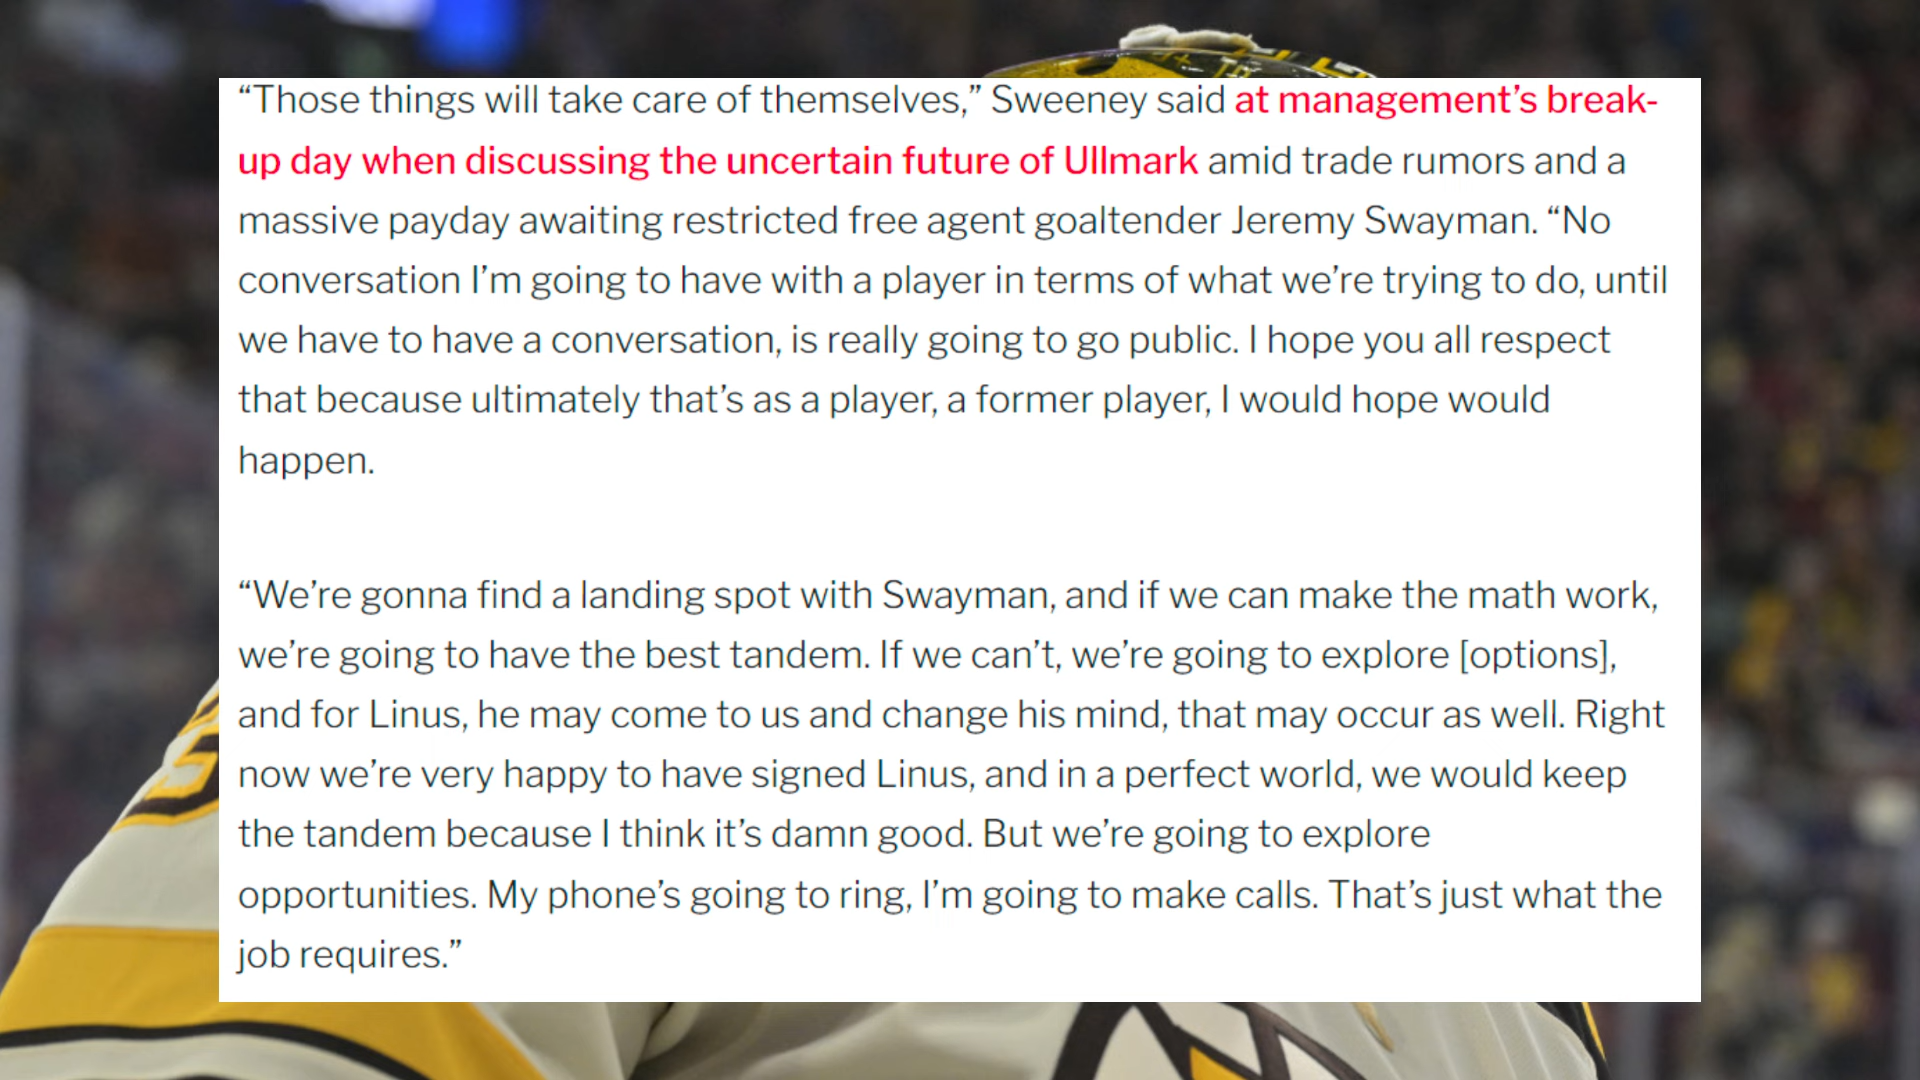 “Those things will take care of themselves,” Sweeney said at management’s break-
up day when discussing the uncertain future of Ullmark amid trade rumors and a
massive payday awaiting restricted free agent goaltender Jeremy Swayman. “No
conversation I’m going to have with a player in terms of what we’re trying to do, until
we have to have a conversation, is really going to go public. I hope you all respect
that because ultimately that’s as a player, a former player, I would hope would
happen.
“We’re gonna find a landing spot with Swayman, and if we can make the math work,
we’re going to have the best tandem. If we can’t, we’re going to explore [options],
and for Linus, he may come to us and change his mind, that may occur as well. Right
now we’re very happy to have signed Linus, and in a perfect world, we would keep
the tandem because I think it’s damn good. But we’re going to explore
opportunities. My phone’s going to ring, I’m going to make calls. That’s just what the
job requires.”